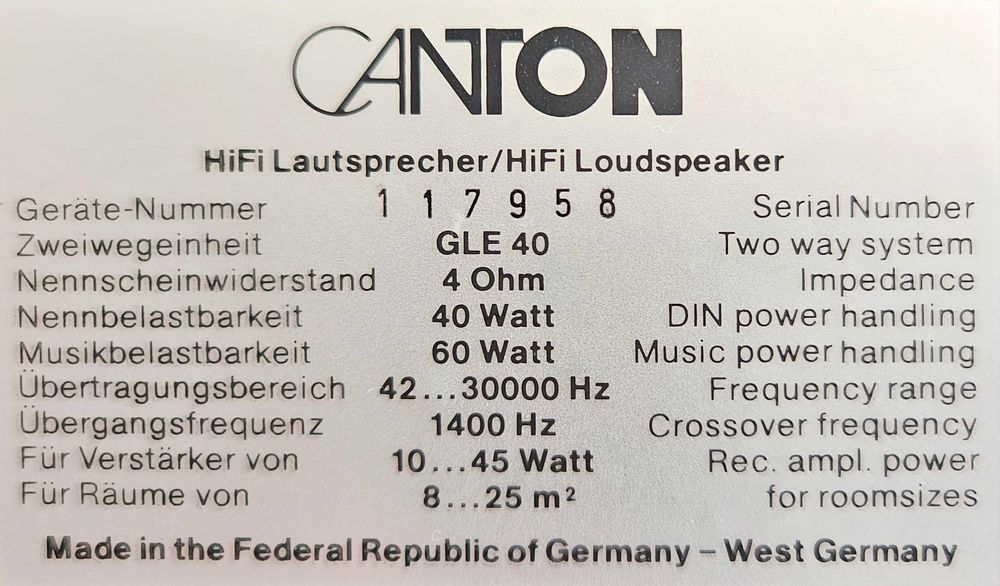 CANTON
HiFi Lautsprecher/HiFi Loudspeaker
Geräte-Nummer 117958 Serial Number
Zweiwegeinheit GLE 40 Two way system
Nennscheinwiderstand 4 Ohm Impedance
Nennbelastbarkeit 40 Watt DIN power handling
Musikbelastbarkeit 60 Watt Music power handling
Übertragungsbereich 42...30000 Hz Frequency range
Übergangsfrequenz 1400 Hz Crossover frequency
Für Verstärker von 10...45 Watt Rec. ampl. power
Für Räume von 8...25 m² for roomsizes
Made in the Federal Republic of Germany – West Germany